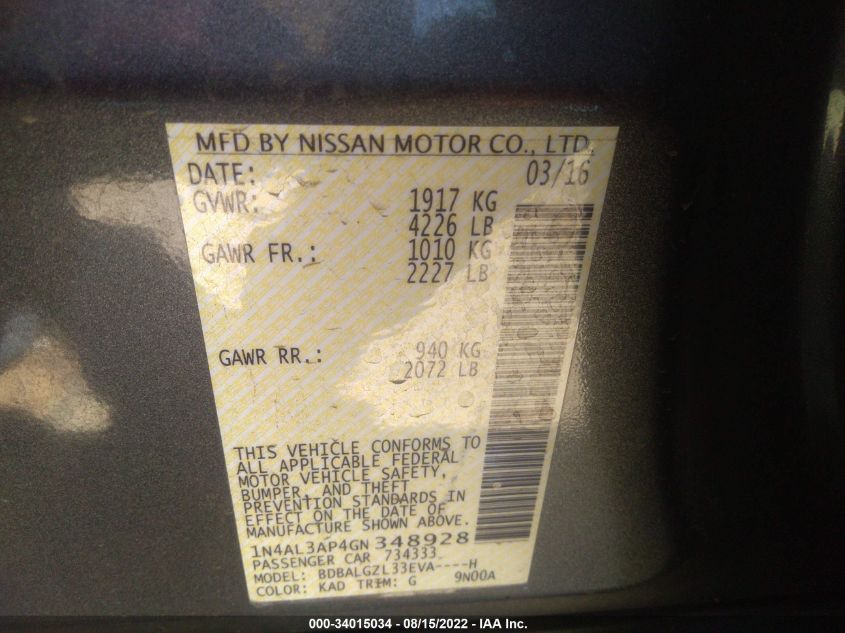 MFD BY NISSAN MOTOR CO., LTD.
DATE: 03/16
GVWR: 1917 KG
4226 LB
GAWR FR.: 1010 KG
2227 LB
GAWR RR.: 940 KG
2072 LB
THIS VEHICLE CONFORMS TO
ALL APPLICABLE FEDERAL
MOTOR VEHICLE SAFETY,
BUMPER, AND THEFT
PREVENTION STANDARDS IN
EFFECT ON THE DATE OF
MANUFACTURE SHOWN ABOVE.
1N4AL3AP4GN348928
PASSENGER CAR 734333
MODEL: BDBALGZL33EVA----H
COLOR: KAD TRIM: G 9N00A
000-34015034 - 08/15/2022 - IAA Inc.